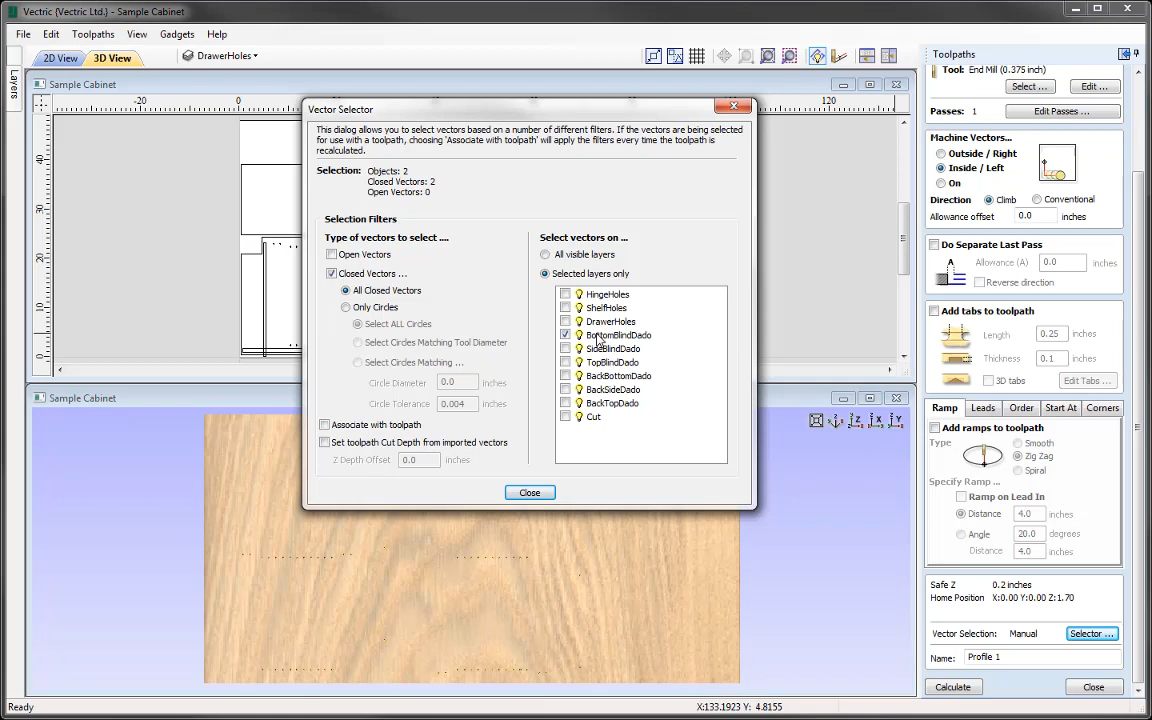 Vectric {Vectric Ltd.} - Sample Cabinet
File Edit Toolpaths View Gadgets Help
2D View 3D View DrawerHoles
Layers
Sample Cabinet
-20 0 120
40
30
20
10
0
Vector Selector
This dialog allows you to select vectors based on a number of different filters. If the vectors are being selected
for use with a toolpath, choosing 'Associate with toolpath' will apply the filters every time the toolpath is
recalculated.
Selection: Objects: 2
Closed Vectors: 2
Open Vectors: 0
Selection Filters
Type of vectors to select ....
Open Vectors
Closed Vectors ...
All Closed Vectors
Only Circles
Select ALL Circles
Select Circles Matching Tool Diameter
Select Circles Matching ...
Circle Diameter 0.0 inches
Circle Tolerance 0.004 inches
Associate with toolpath
Set toolpath Cut Depth from imported vectors
Z Depth Offset 0.0 inches
Select vectors on ...
All visible layers
Selected layers only
HingeHoles
ShelfHoles
DrawerHoles
BottomBlindDado
SideBlindDado
TopBlindDado
BackBottomDado
BackSideDado
BackTopDado
Cut
Close
Sample Cabinet
Toolpaths
Tool: End Mill (0.375 inch)
Select ... Edit ...
Passes: 1 Edit Passes ...
Machine Vectors...
Outside / Right
Inside / Left
On
Direction Climb Conventional
Allowance offset 0.0 inches
Do Separate Last Pass
Allowance (A) 0.0 inches
Reverse direction
A
Add tabs to toolpath
Length 0.25 inches
Thickness 0.1 inches
3D tabs Edit Tabs ...
Ramp Leads Order Start At Corners
Add ramps to toolpath
Type Smooth
Zig Zag
Spiral
Specify Ramp ...
Ramp on Lead In
Distance 4.0 inches
Angle 20.0 degrees
Distance 4.0 inches
Safe Z 0.2 inches
Home Position X:0.00 Y:0.00 Z:1.70
Vector Selection: Manual Selector ...
Name: Profile 1
Calculate Close
Ready X:133.1923 Y: 4.8155